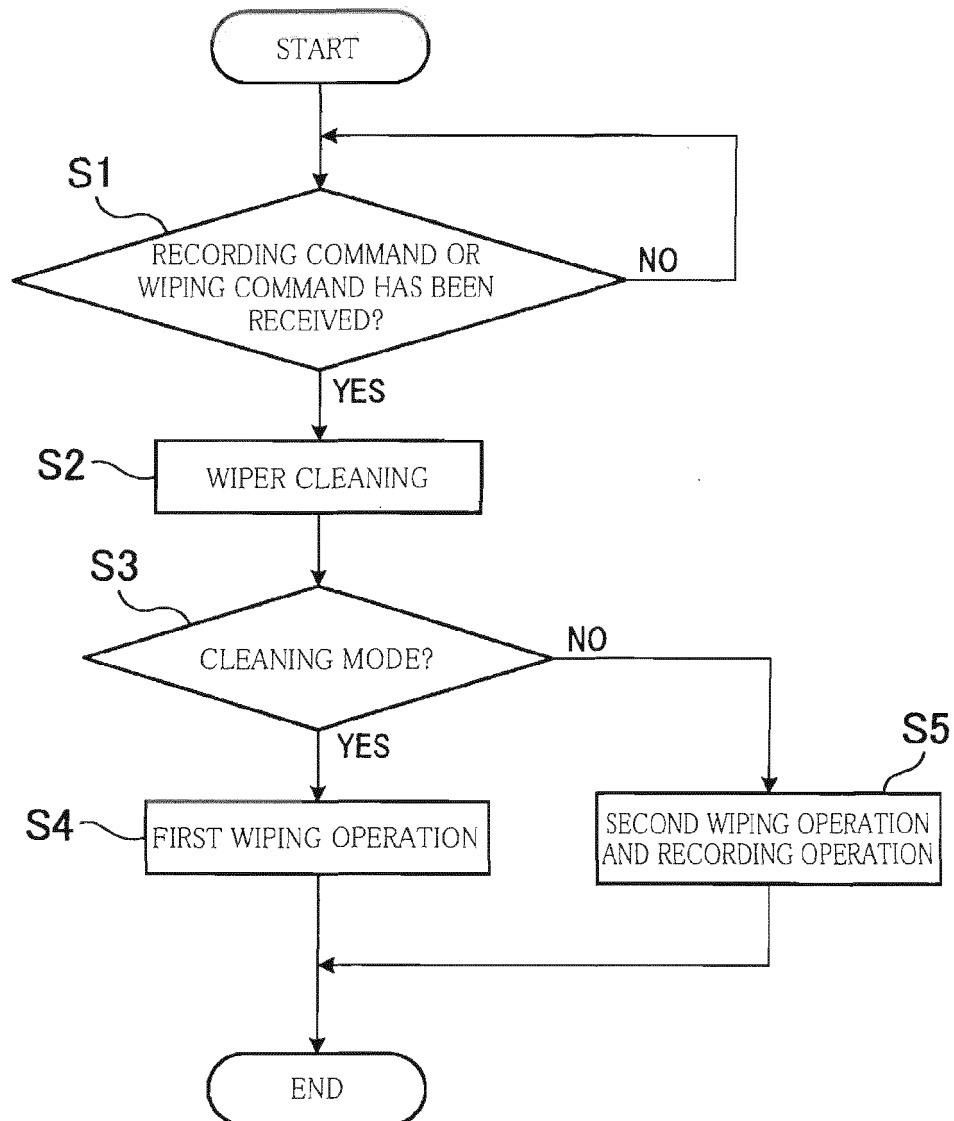 START
S1
RECORDING COMMAND OR
WIPING COMMAND HAS BEEN
RECEIVED?
NO
YES
S2
WIPER CLEANING
S3
CLEANING MODE?
NO
YES
S5
S4
FIRST WIPING OPERATION
SECOND WIPING OPERATION
AND RECORDING OPERATION
END